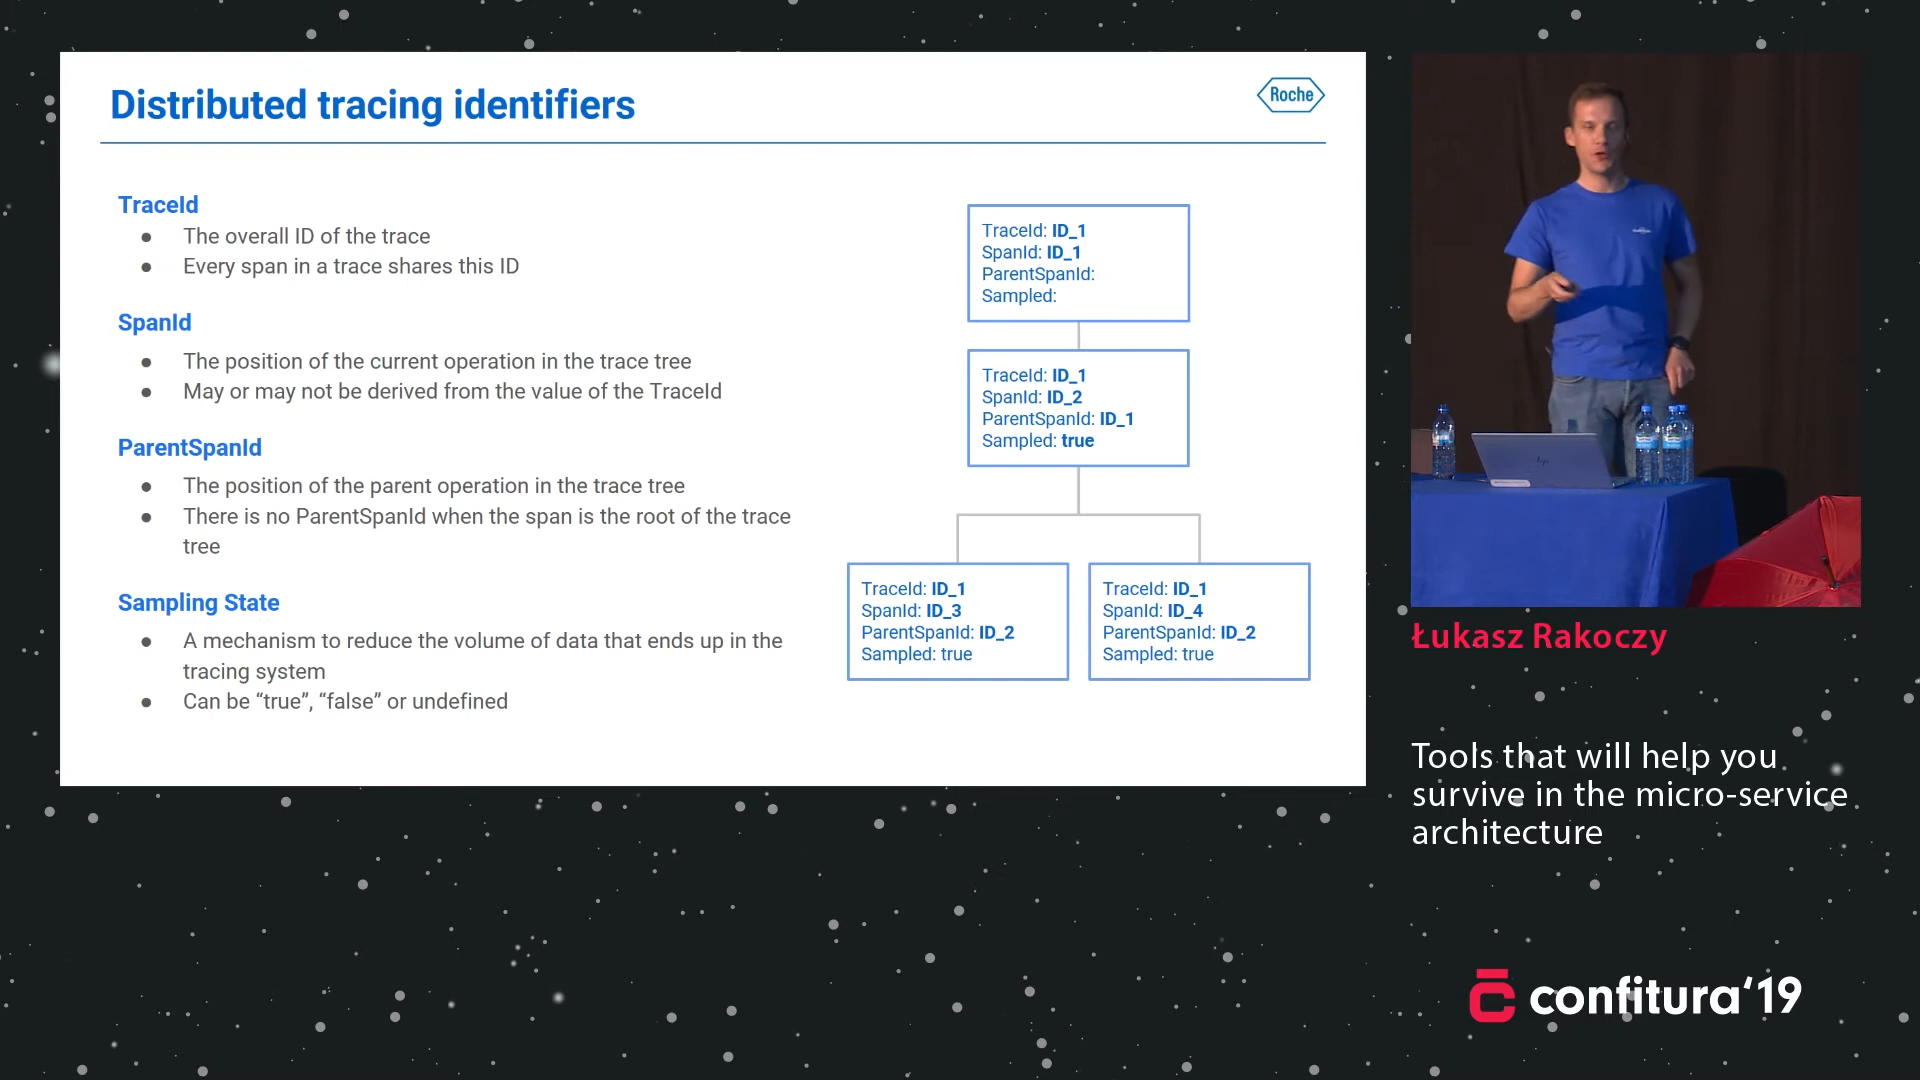 Distributed tracing identifiers
Roche
TraceId
● The overall ID of the trace
● Every span in a trace shares this ID
SpanId
● The position of the current operation in the trace tree
● May or may not be derived from the value of the TraceId
ParentSpanId
● The position of the parent operation in the trace tree
● There is no ParentSpanId when the span is the root of the trace
tree
Sampling State
● A mechanism to reduce the volume of data that ends up in the
tracing system
● Can be “true”, “false” or undefined
TraceId: ID_1
SpanId: ID_1
ParentSpanId:
Sampled:
TraceId: ID_1
SpanId: ID_2
ParentSpanId: ID_1
Sampled: true
TraceId: ID_1
SpanId: ID_3
ParentSpanId: ID_2
Sampled: true
TraceId: ID_1
SpanId: ID_4
ParentSpanId: ID_2
Sampled: true
Łukasz Rakoczy
Tools that will help you
survive in the micro-service
architecture
confitura‘19